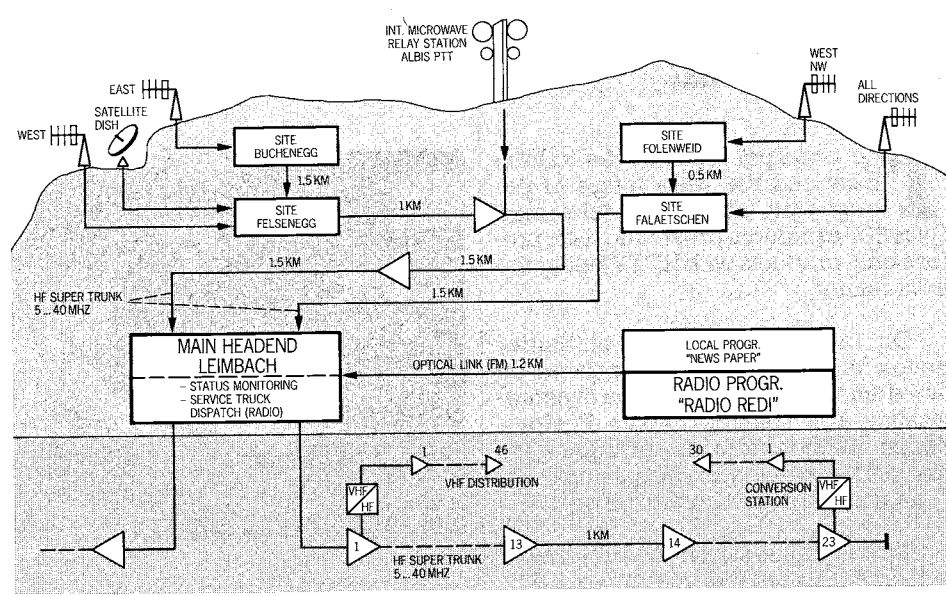 INT. MICROWAVE
RELAY STATION
ALBIS PTT
WEST
NW
ALL
DIRECTIONS
EAST
SATELLITE
DISH
WEST
SITE
BUCHENEGG
1.5 KM
SITE
FELSENEGG
1 KM
SITE
FOLENWEID
0.5 KM
SITE
FALAETSCHEN
1.5 KM
1.5 KM
1.5 KM
HF SUPER TRUNK
5...40 MHZ
MAIN HEADEND
LEIMBACH
– STATUS MONITORING
– SERVICE TRUCK
DISPATCH (RADIO)
OPTICAL LINK (FM) 1.2 KM
LOCAL PROGR.
"NEWS PAPER"
RADIO PROGR.
"RADIO REDI"
1
46
VHF DISTRIBUTION
VHF
HF
30
1
CONVERSION
STATION
VHF
HF
1
13
1 KM
14
23
HF SUPER TRUNK
5...40 MHZ